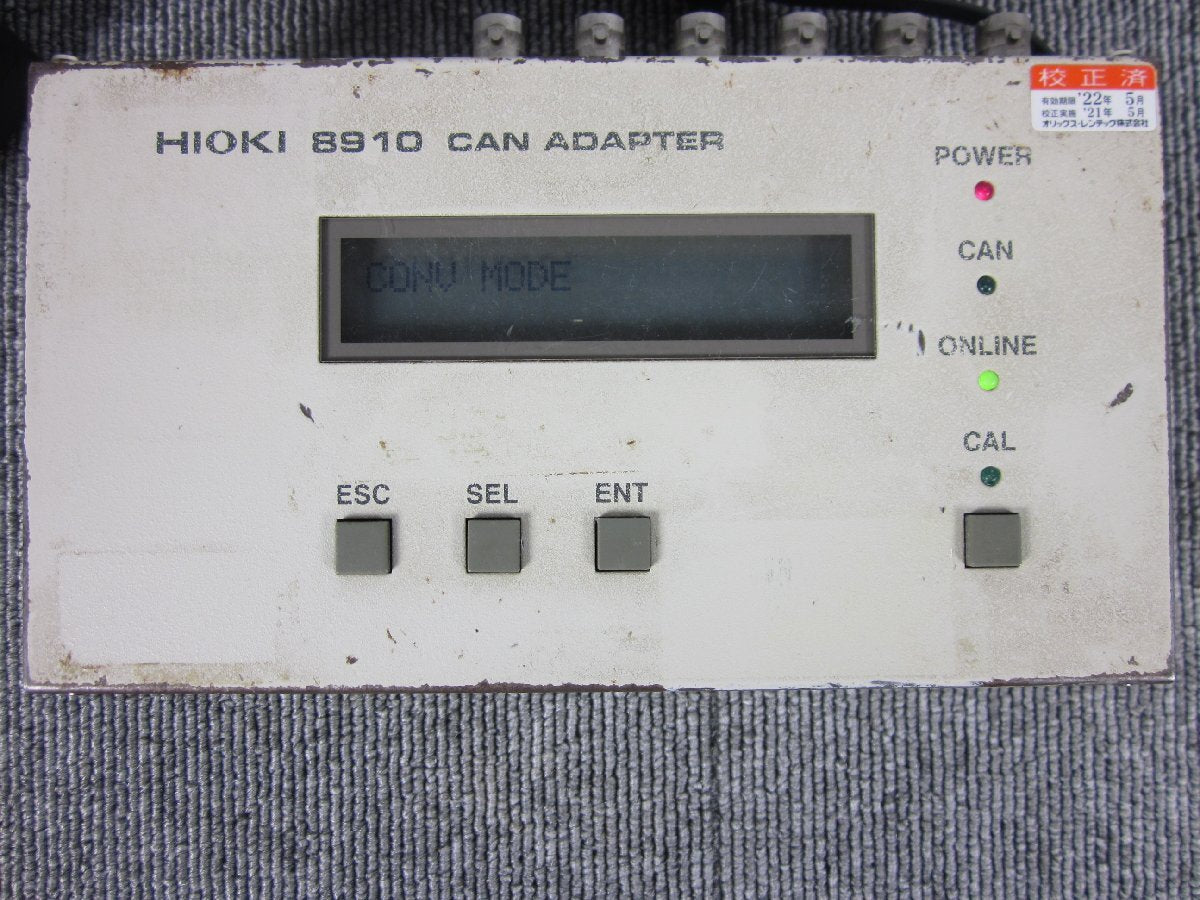 校正済
有効期限 '22年 5月
校正実施 '21年 5月
オリックス・レンテック株式会社
HIOKI 8910 CAN ADAPTER
POWER
CONV MODE
CAN
ONLINE
CAL
ESC SEL ENT